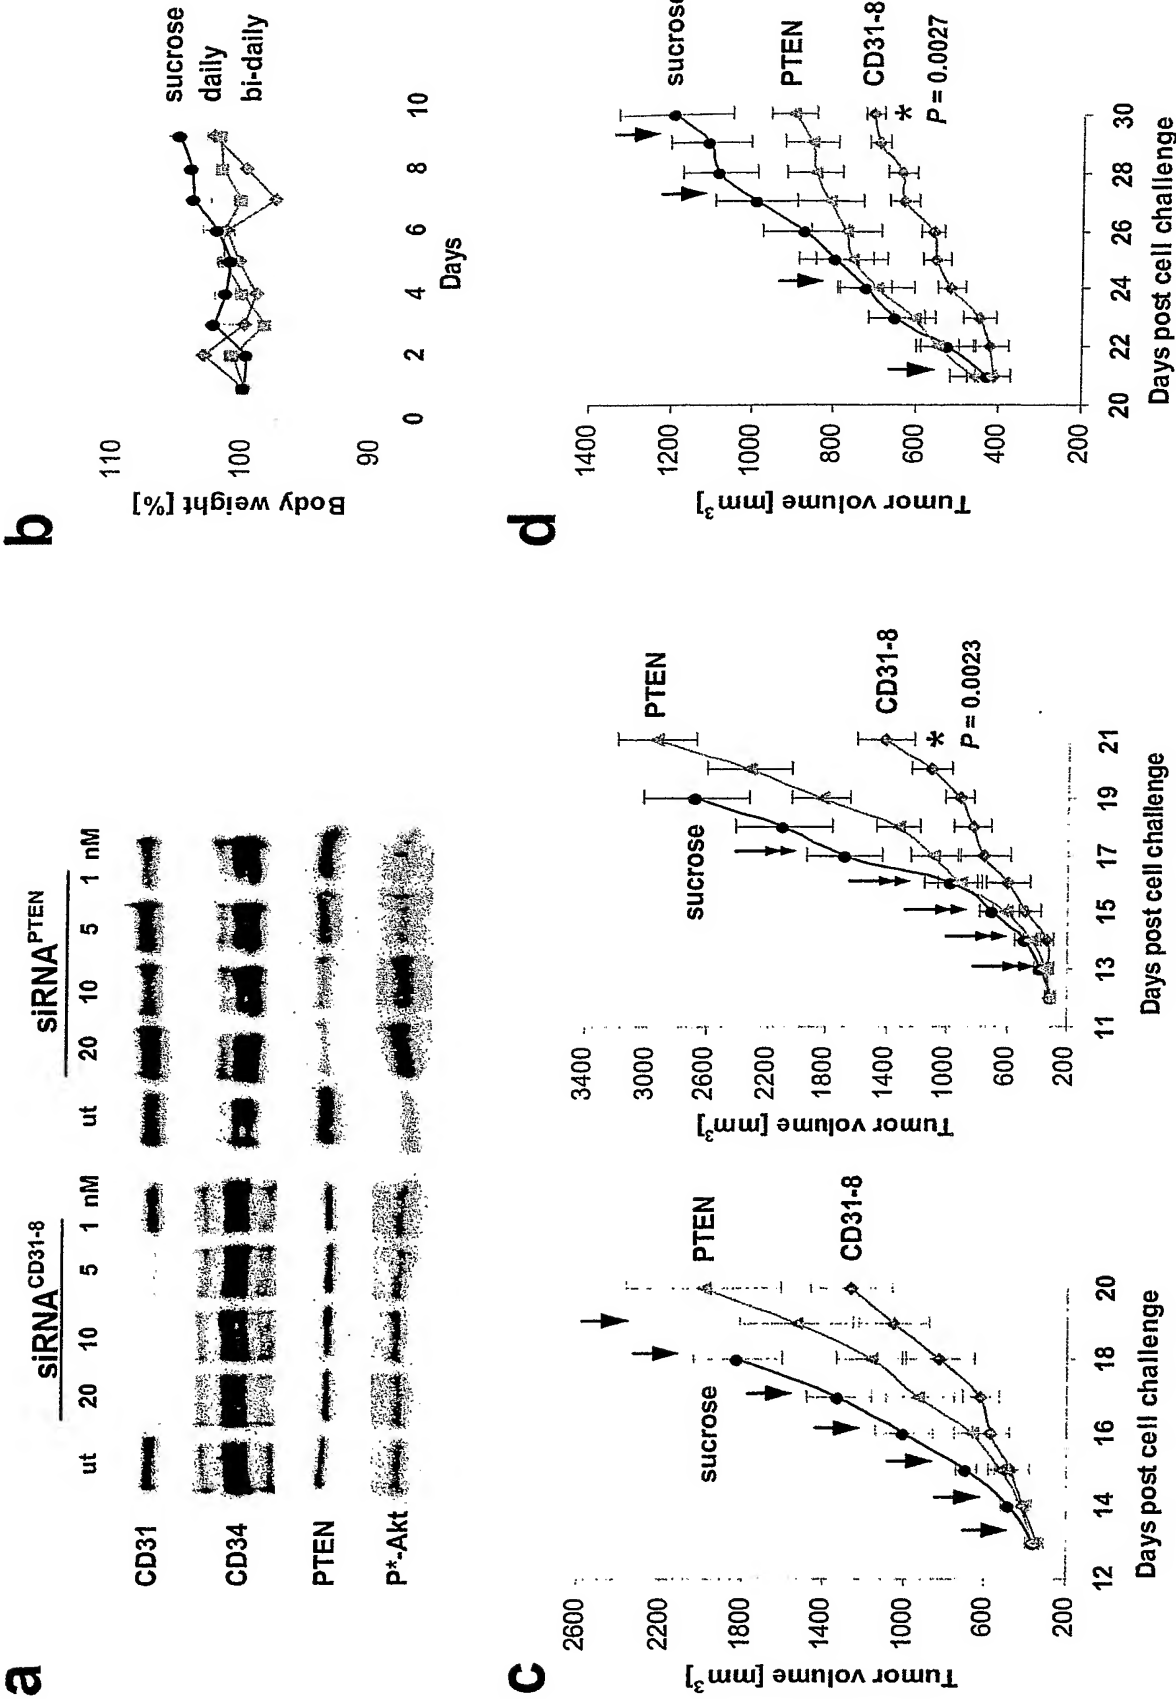 a
siRNA^CD31-8 siRNA^PTEN
ut 20 10 5 1 nM ut 20 10 5 1 nM
CD31
CD34
PTEN
P*-Akt
b
Body weight [%]
110
100
90
0 2 4 6 8 10
Days
sucrose
daily
bi-daily
c
Tumor volume [mm³]
2600
2200
1800
1400
1000
600
200
12 14 16 18 20
Days post cell challenge
sucrose
PTEN
CD31-8
Tumor volume [mm³]
3400
3000
2600
2200
1800
1400
1000
600
200
11 13 15 17 19 21
Days post cell challenge
sucrose
PTEN
CD31-8
*
P = 0.0023
d
Tumor volume [mm³]
1400
1200
1000
800
600
400
200
20 22 24 26 28 30
Days post cell challenge
sucrose
PTEN
CD31-8
*
P = 0.0027